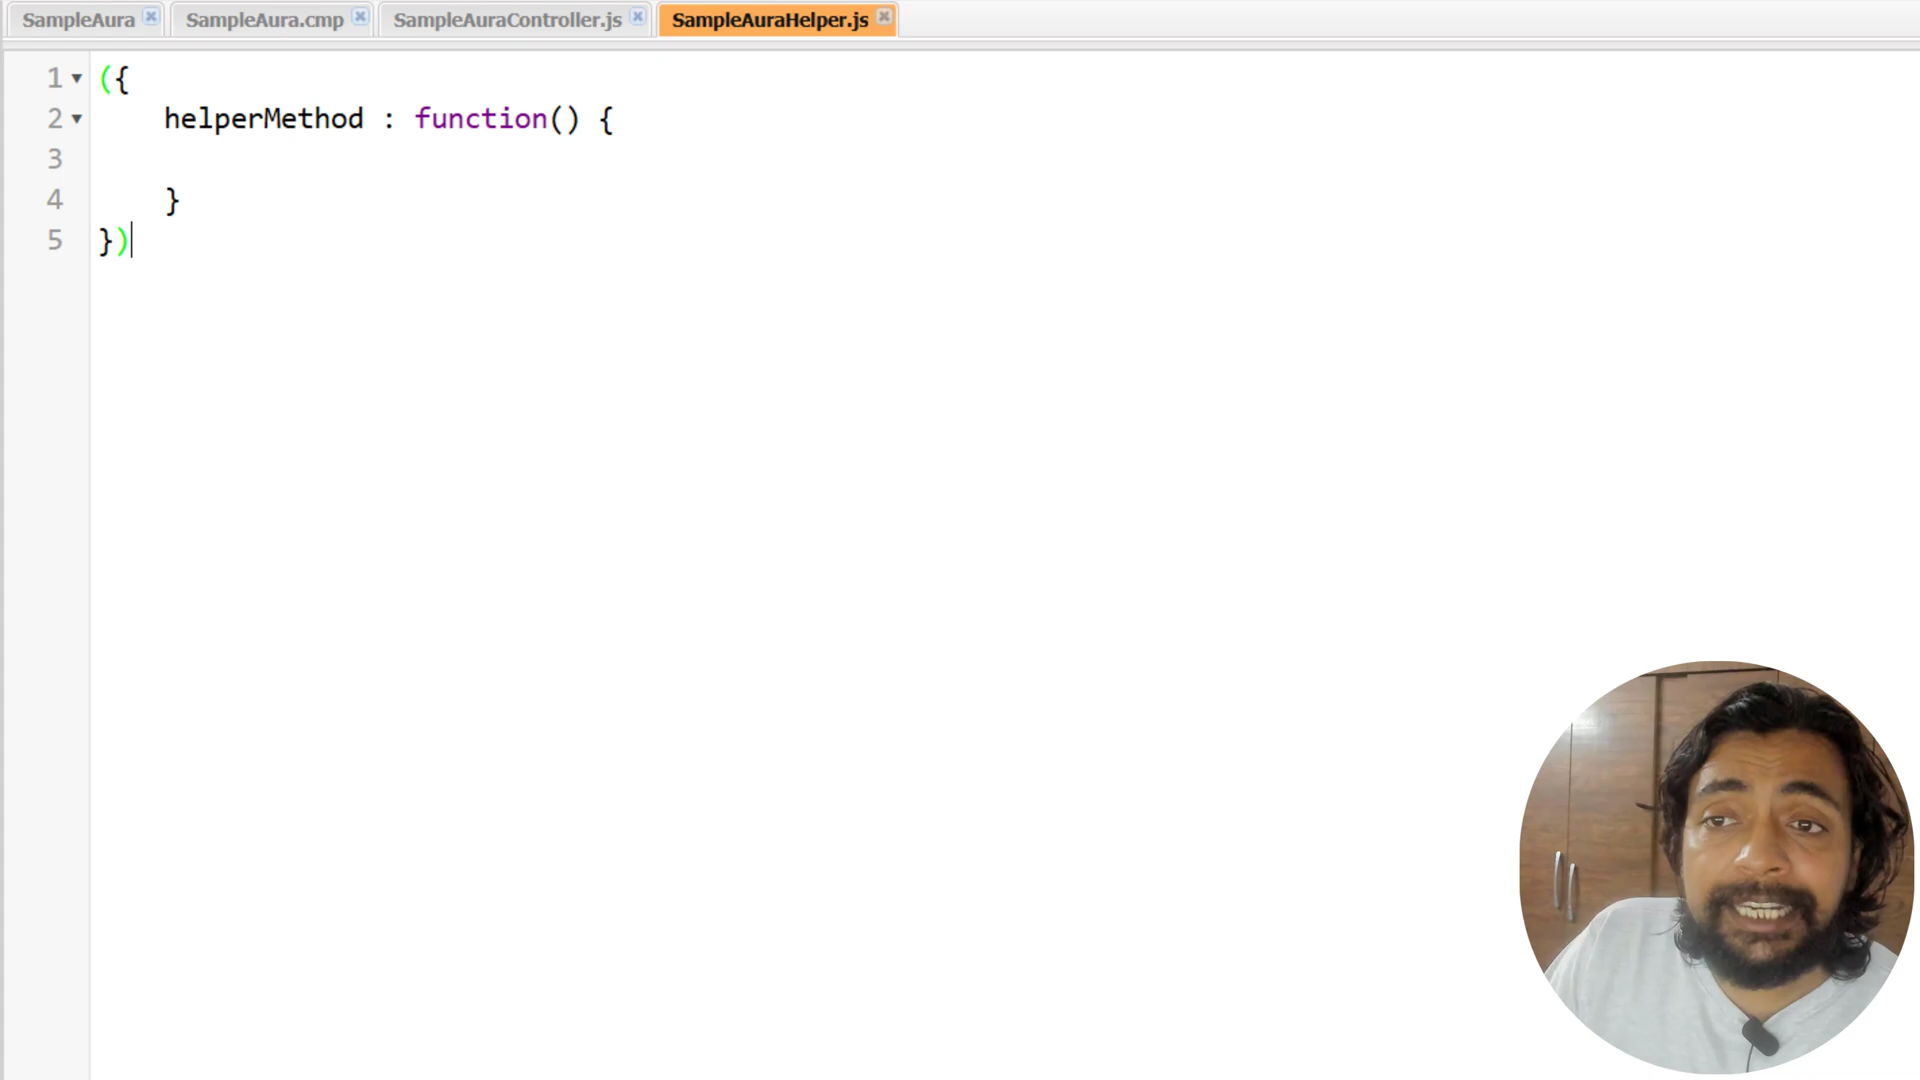 SampleAura SampleAura.cmp SampleAuraController.js SampleAuraHelper.js
1 ({
2 helperMethod : function() {
3
4 }
5 })